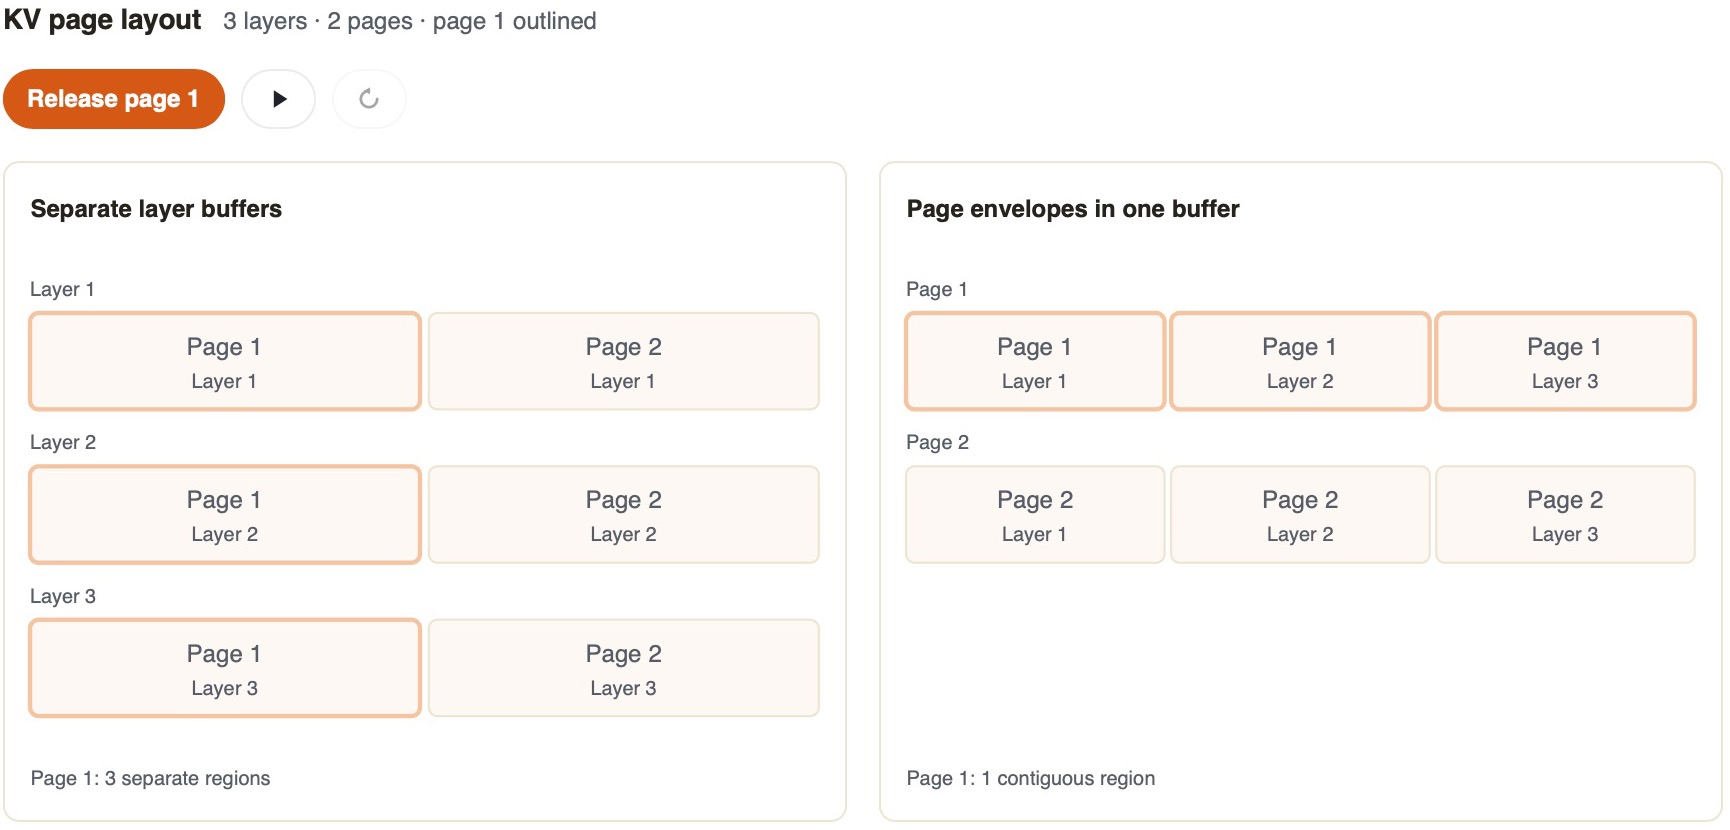 KV page layout 3 layers · 2 pages · page 1 outlined
Release page 1
Separate layer buffers
Layer 1
Page 1
Layer 1
Page 2
Layer 1
Layer 2
Page 1
Layer 2
Page 2
Layer 2
Layer 3
Page 1
Layer 3
Page 2
Layer 3
Page 1: 3 separate regions
Page envelopes in one buffer
Page 1
Page 1
Layer 1
Page 1
Layer 2
Page 1
Layer 3
Page 2
Page 2
Layer 1
Page 2
Layer 2
Page 2
Layer 3
Page 1: 1 contiguous region